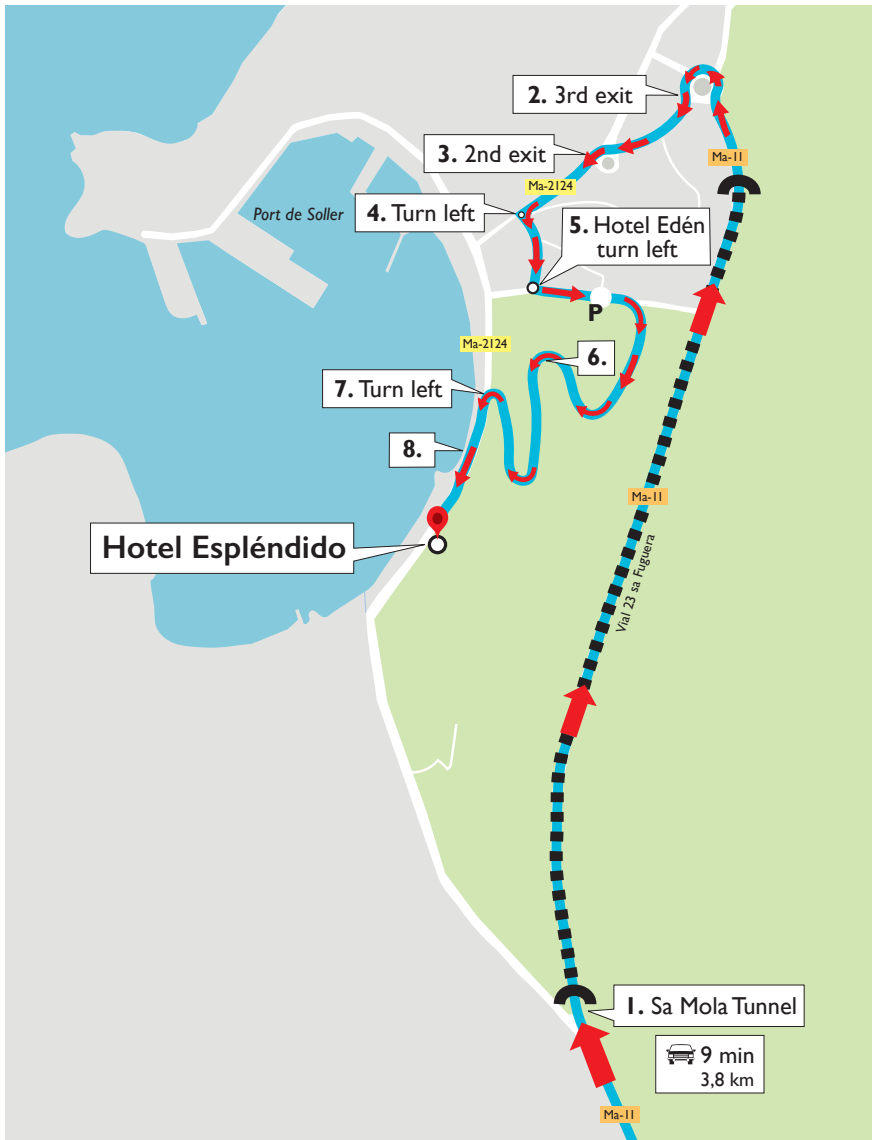 2. 3rd exit
3. 2nd exit
Ma-11
Ma-2124
Port de Soller
4. Turn left
5. Hotel Edén
turn left
P
Ma-2124
6.
7. Turn left
8.
Ma-11
Hotel Espléndido
Vial 23 sa Fuguera
1. Sa Mola Tunnel
9 min
3,8 km
Ma-11